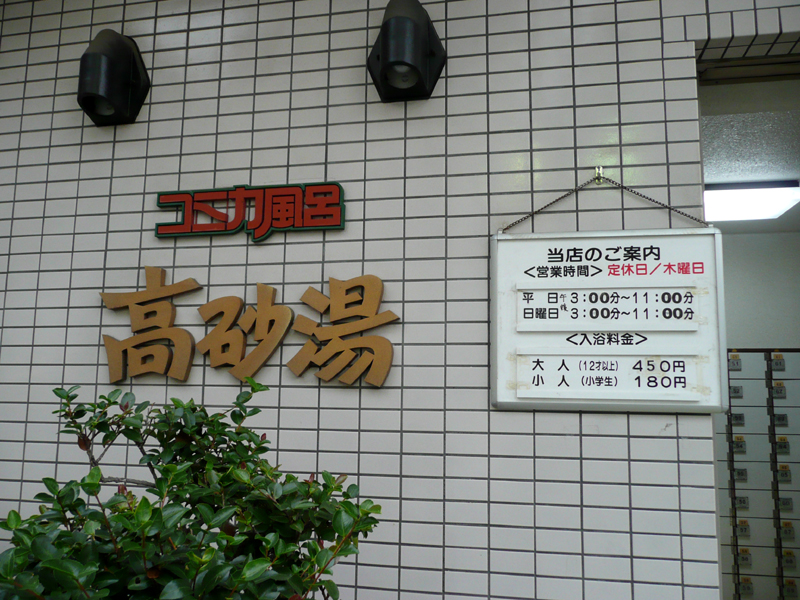 コミカ風呂
高砂湯
当店のご案内
<営業時間> 定休日/木曜日
平 日 午後 3:00分~11:00分
日曜日 3:00分~11:00分
<入浴料金>
大 人 (12才以上) 450円
小 人 (小学生) 180円